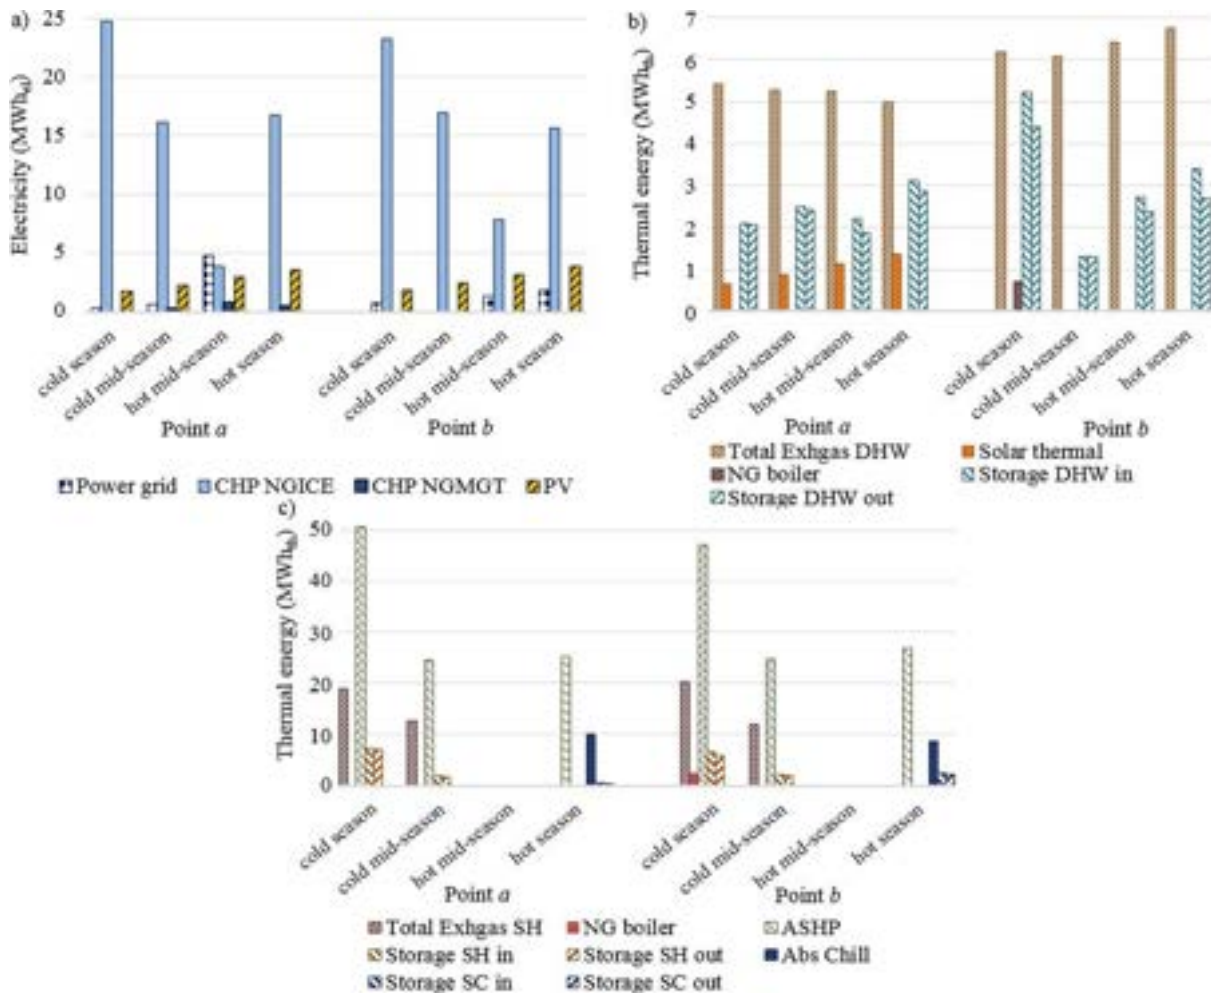 a)
Electricity (MWhel)
25
20
15
10
5
0
cold season
cold mid-season
hot mid-season
hot season
cold season
cold mid-season
hot mid-season
hot season
Point a
Point b
Power grid
CHP NGICE
CHP NGMGT
PV
b)
Thermal energy (MWhth)
7
6
5
4
3
2
1
0
cold season
cold mid-season
hot mid-season
hot season
cold season
cold mid-season
hot mid-season
hot season
Point a
Point b
Total Exhgas DHW
Solar thermal
NG boiler
Storage DHW in
Storage DHW out
c)
Thermal energy (MWhth)
50
40
30
20
10
0
cold season
cold mid-season
hot mid-season
hot season
cold season
cold mid-season
hot mid-season
hot season
Point a
Point b
Total Exhgas SH
NG boiler
ASHP
Storage SH in
Storage SH out
Abs Chill
Storage SC in
Storage SC out